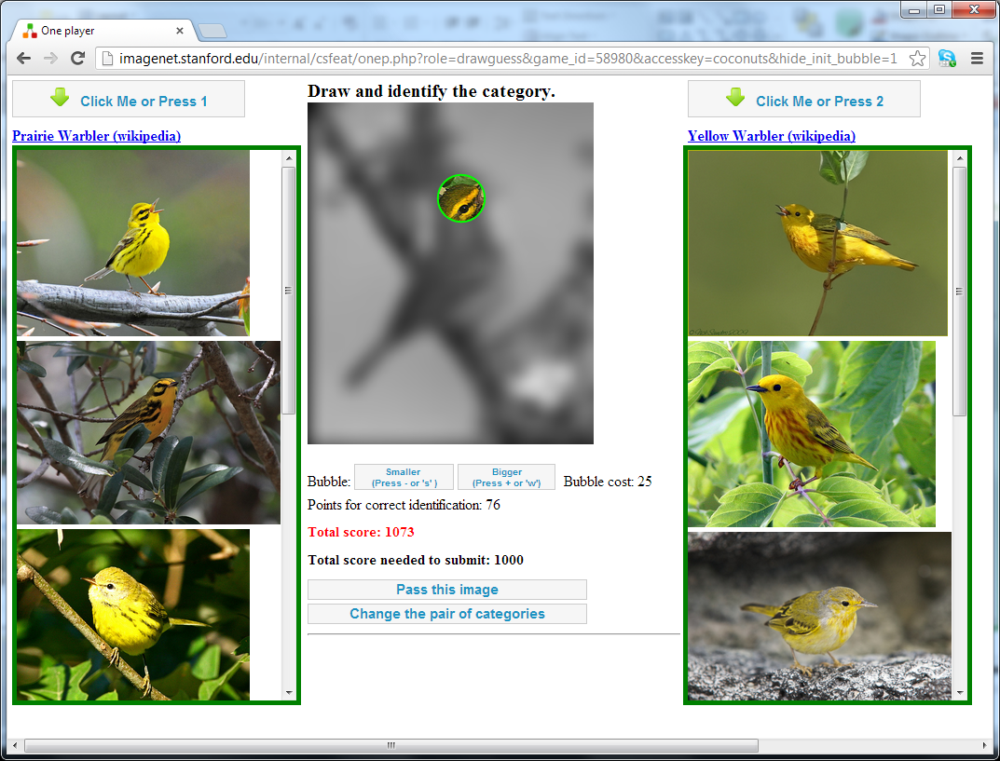 One player
imagenet.stanford.edu/internal/csfeat/onep.php?role=drawguess&game_id=58980&accesskey=coconuts&hide_init_bubble=1
Click Me or Press 1
Prairie Warbler (wikipedia)
Draw and identify the category.
Bubble:
Smaller
(Press - or 's' )
Bigger
(Press + or 'w')
Bubble cost: 25
Points for correct identification: 76
Total score: 1073
Total score needed to submit: 1000
Pass this image
Change the pair of categories
Click Me or Press 2
Yellow Warbler (wikipedia)